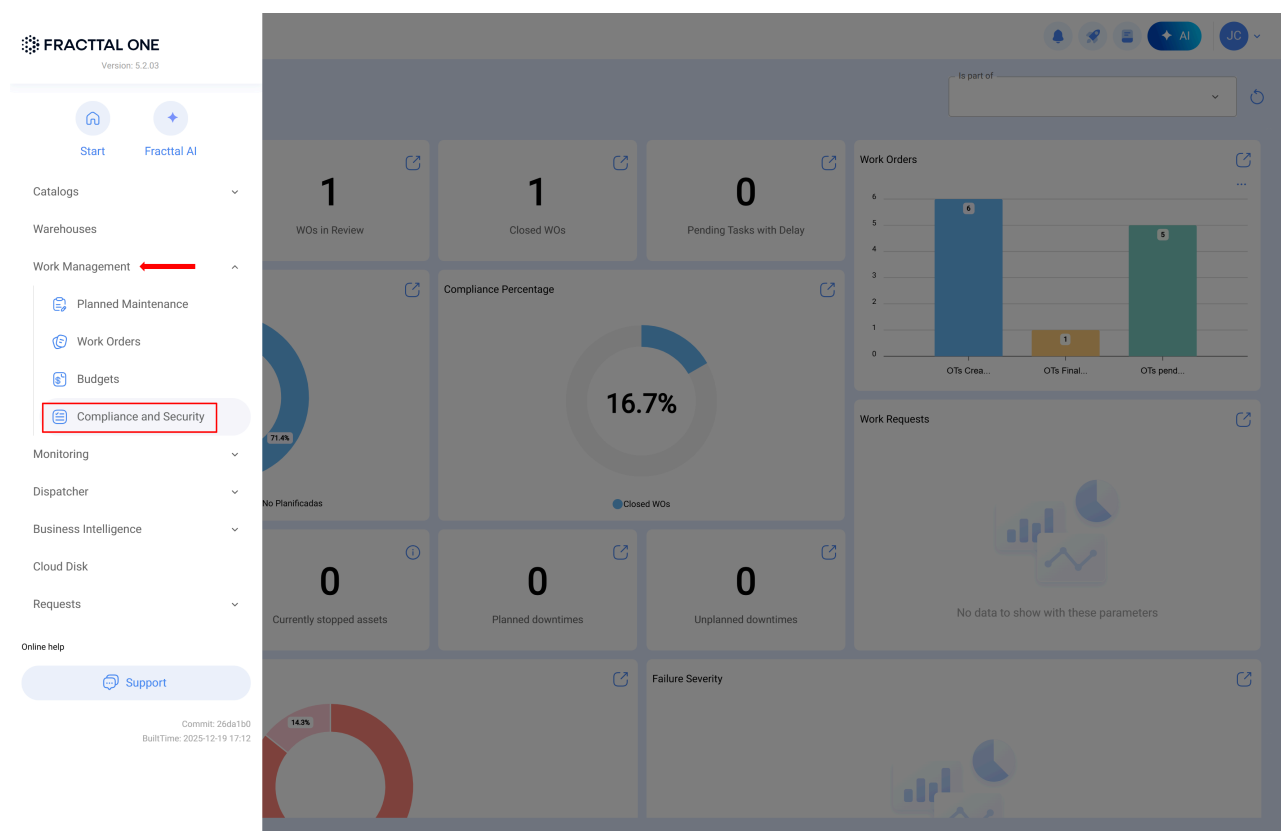 FRACTTAL ONE
Version: 5.2.03
Start
Fracttal AI
Catalogs
Warehouses
Work Management
Planned Maintenance
Work Orders
Budgets
Compliance and Security
Monitoring
Dispatcher
Business Intelligence
Cloud Disk
Requests
Online help
Support
Commit: 26da1b0
BuiltTime: 2025-12-19 17:12
AI
JC
Is part of
1
WOs in Review
1
Closed WOs
0
Pending Tasks with Delay
Work Orders
...
6
5
4
3
2
1
0
6
1
5
OTs Crea...
OTs Final...
OTs pend...
71.4%
No Planificadas
Compliance Percentage
16.7%
Closed WOs
Work Requests
No data to show with these parameters
0
Currently stopped assets
0
Planned downtimes
0
Unplanned downtimes
14.3%
Failure Severity